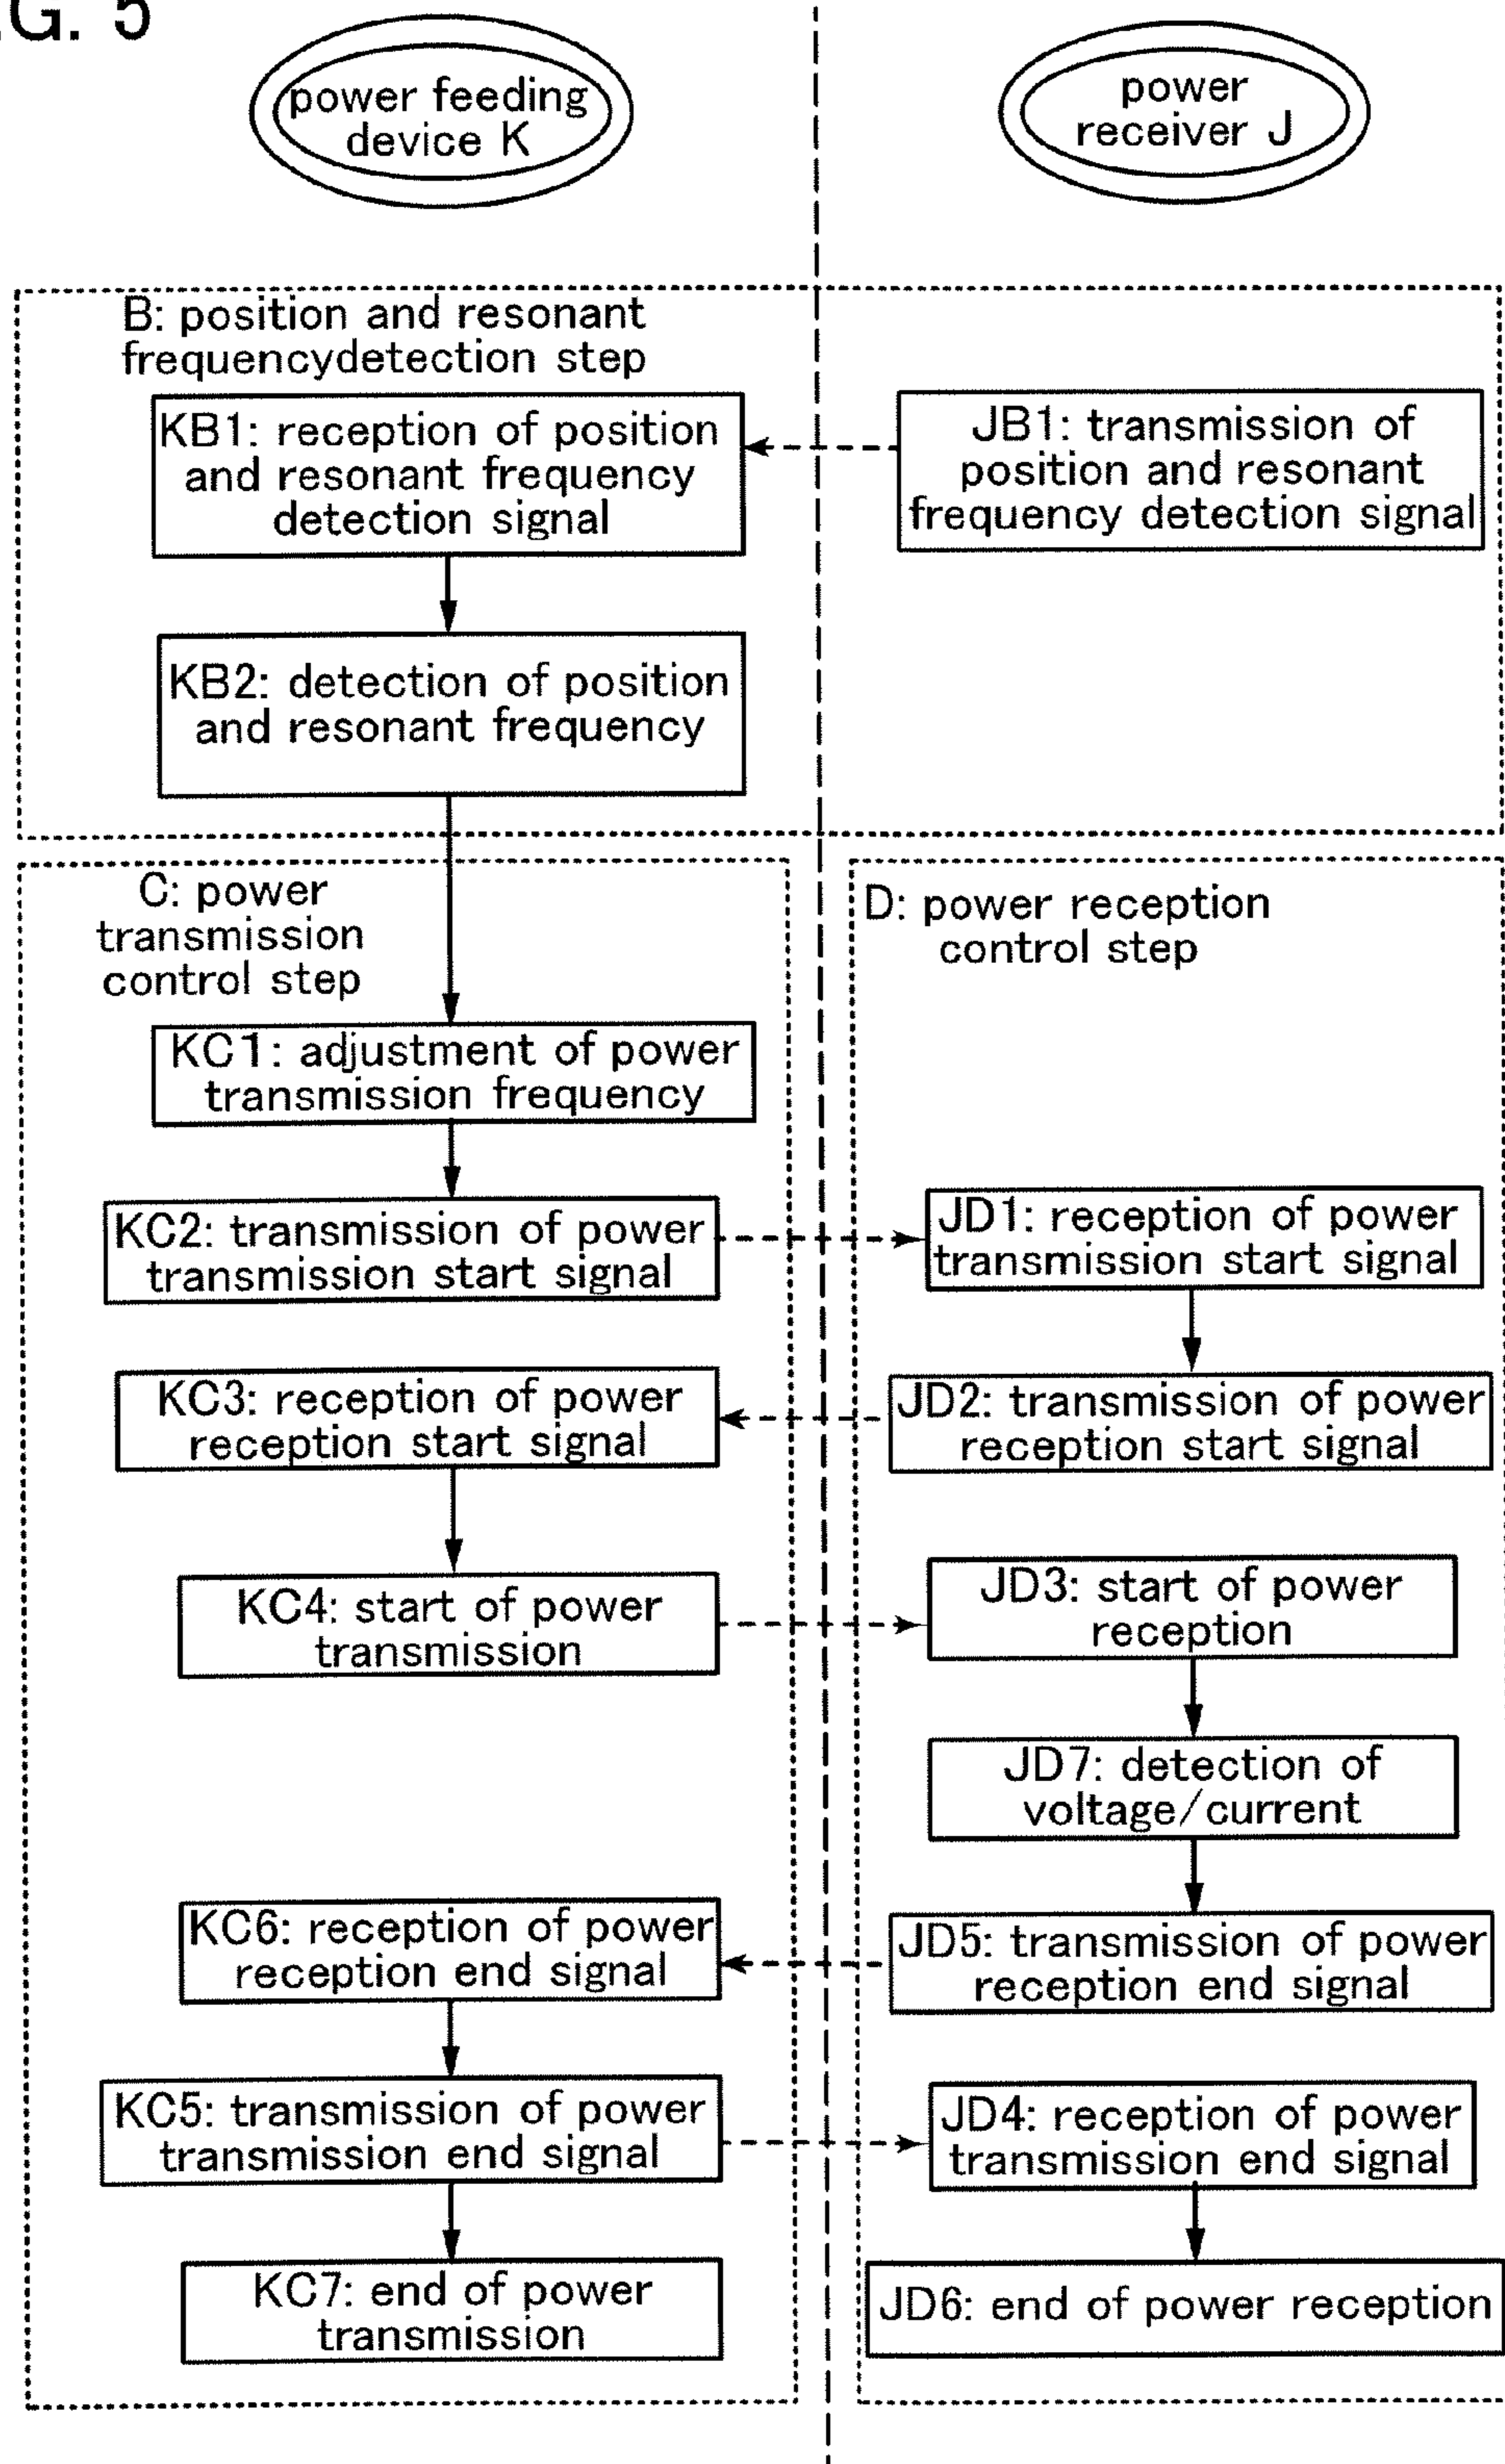 G. 5
power feeding
device K
power
receiver J
B: position and resonant
frequencydetection step
KB1: reception of position
and resonant frequency
detection signal
JB1: transmission of
position and resonant
frequency detection signal
KB2: detection of position
and resonant frequency
C: power
transmission
control step
D: power reception
control step
KC1: adjustment of power
transmission frequency
KC2: transmission of power
transmission start signal
JD1: reception of power
transmission start signal
KC3: reception of power
reception start signal
JD2: transmission of power
reception start signal
KC4: start of power
transmission
JD3: start of power
reception
JD7: detection of
voltage/current
KC6: reception of power
reception end signal
JD5: transmission of power
reception end signal
KC5: transmission of power
transmission end signal
JD4: reception of power
transmission end signal
KC7: end of power
transmission
JD6: end of power reception